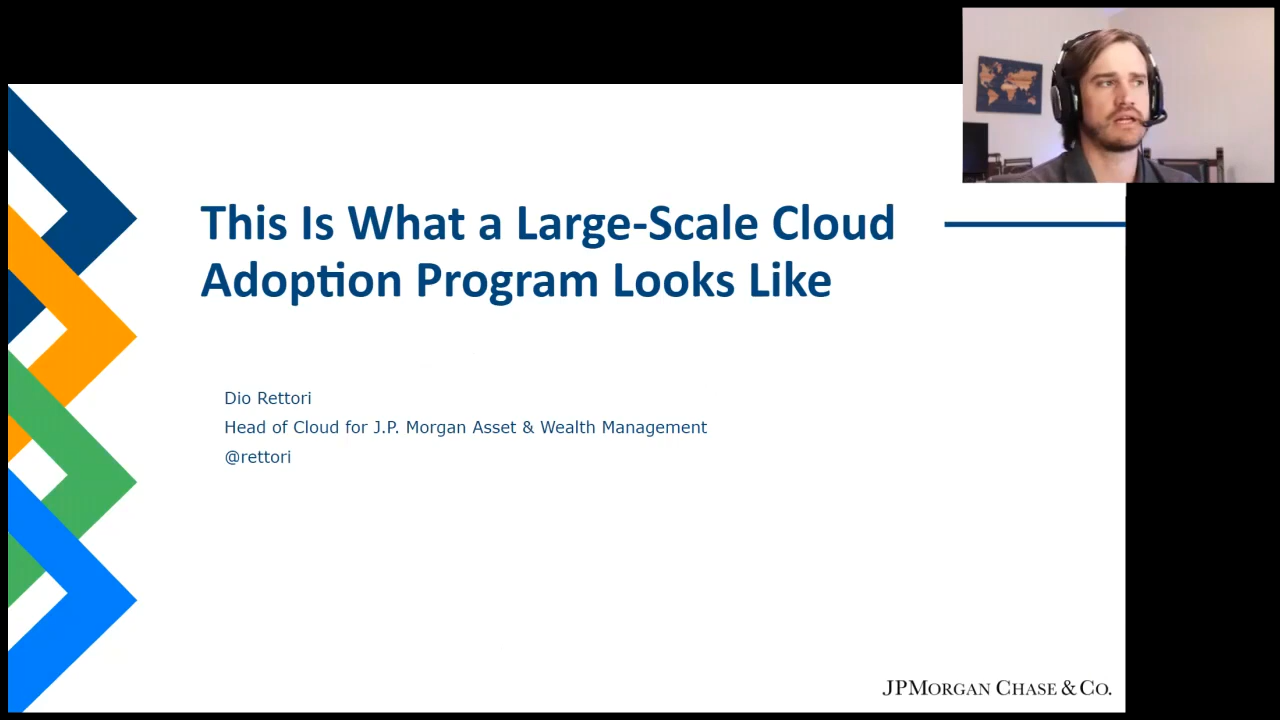 This Is What a Large-Scale Cloud
Adoption Program Looks Like
Dio Rettori
Head of Cloud for J.P. Morgan Asset & Wealth Management
@rettori
JPMORGAN CHASE & CO.